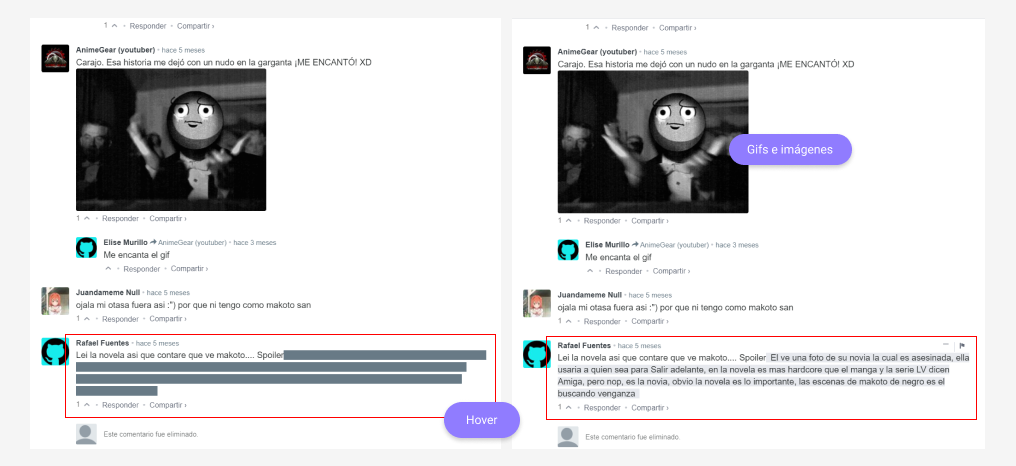 1 • Responder • Compartir ›
AnimeGear (youtuber) • hace 5 meses
Carajo. Esa historia me dejó con un nudo en la garganta ¡ME ENCANTÓ! XD
1 • Responder • Compartir ›
Elise Murillo AnimeGear (youtuber) • hace 3 meses
Me encanta el gif
• Responder • Compartir ›
Juandameme Null • hace 5 meses
ojala mi otasa fuera asi :") por que ni tengo como makoto san
1 • Responder • Compartir ›
Rafael Fuentes • hace 5 meses
Lei la novela asi que contare que ve makoto.... Spoiler
1 • Responder • Compartir ›
Hover
Este comentario fue eliminado.
1 • Responder • Compartir ›
AnimeGear (youtuber) • hace 5 meses
Carajo. Esa historia me dejó con un nudo en la garganta ¡ME ENCANTÓ! XD
Gifs e imágenes
1 • Responder • Compartir ›
Elise Murillo AnimeGear (youtuber) • hace 3 meses
Me encanta el gif
• Responder • Compartir ›
Juandameme Null • hace 5 meses
ojala mi otasa fuera asi :") por que ni tengo como makoto san
1 • Responder • Compartir ›
Rafael Fuentes • hace 5 meses
Lei la novela asi que contare que ve makoto.... Spoiler El ve una foto de su novia la cual es asesinada, ella
usaria a quien sea para Salir adelante, en la novela es mas hardcore que el manga y la serie LV dicen
Amiga, pero nop, es la novia, obvio la novela es lo importante, las escenas de makoto de negro es el
buscando venganza
1 • Responder • Compartir ›
Este comentario fue eliminado.